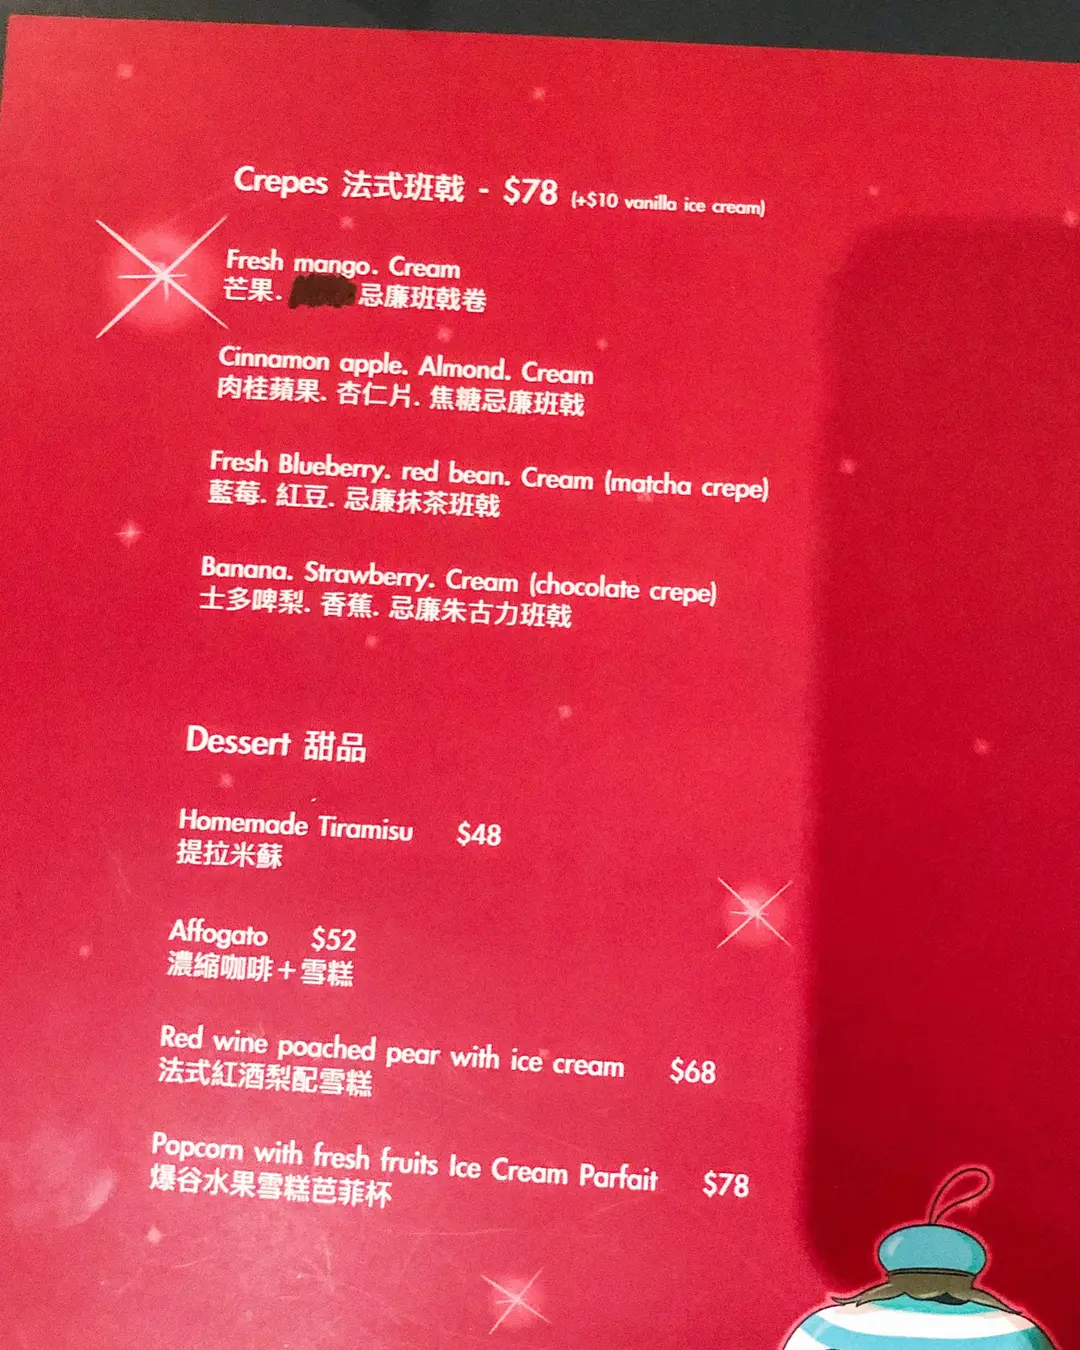 Crepes 法式班戟 - $78 (+$10 vanilla ice cream)
Fresh mango. Cream
芒果. 忌廉班戟卷
Cinnamon apple. Almond. Cream
肉桂蘋果. 杏仁片. 焦糖忌廉班戟
Fresh Blueberry. red bean. Cream (matcha crepe)
藍莓. 紅豆. 忌廉抹茶班戟
Banana. Strawberry. Cream (chocolate crepe)
士多啤梨. 香蕉. 忌廉朱古力班戟
Dessert 甜品
Homemade Tiramisu $48
提拉米蘇
Affogato $52
濃縮咖啡+雪糕
Red wine poached pear with ice cream $68
法式紅酒梨配雪糕
Popcorn with fresh fruits Ice Cream Parfait $78
爆谷水果雪糕芭菲杯